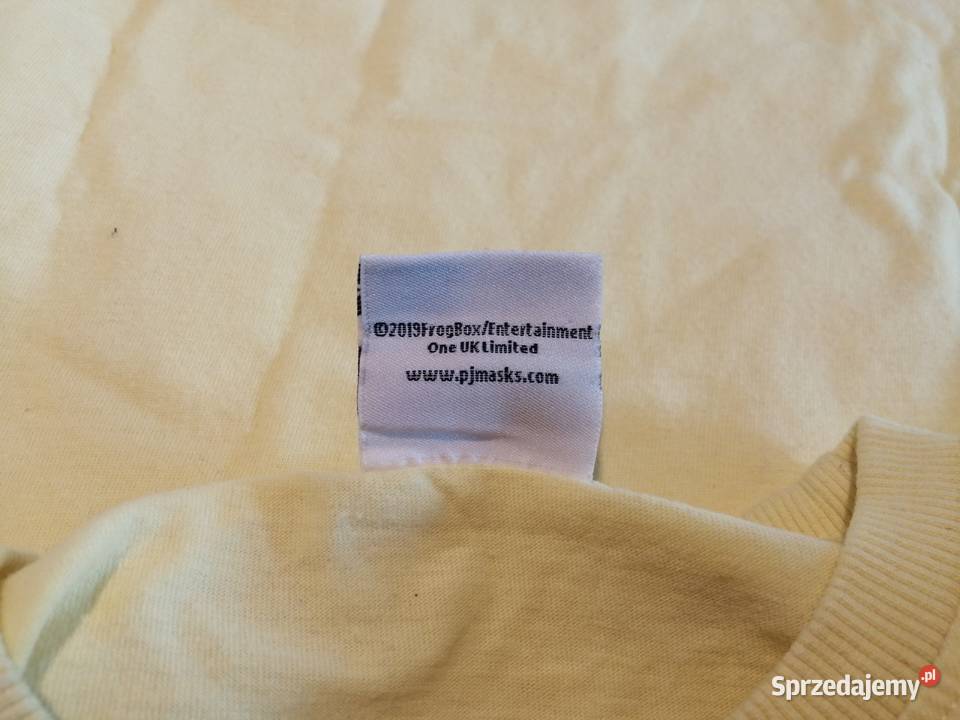 ©2019FrogBox/Entertainment
One UK Limited
www.pjmasks.com
Sprzedajemy.pl